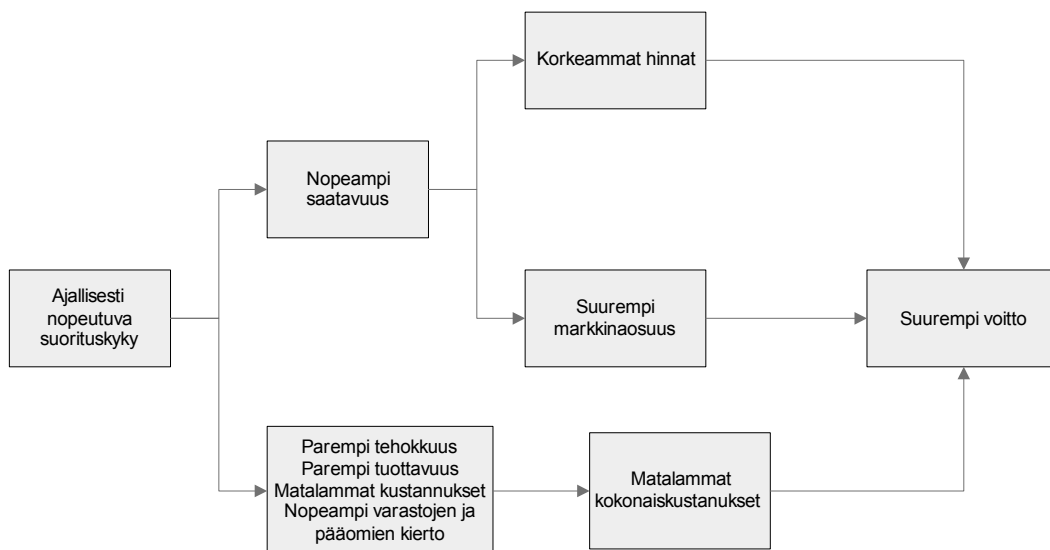 Korkeammat hinnat
Nopeampi
saatavuus
Ajallisesti
nopeutuva
suorituskyky
Suurempi
markkinaosuus
Suurempi voitto
Parempi tehokkuus
Parempi tuottavuus
Matalammat kustannukset
Nopeampi varastojen ja
pääomien kierto
Matalammat
kokonaiskustanukset